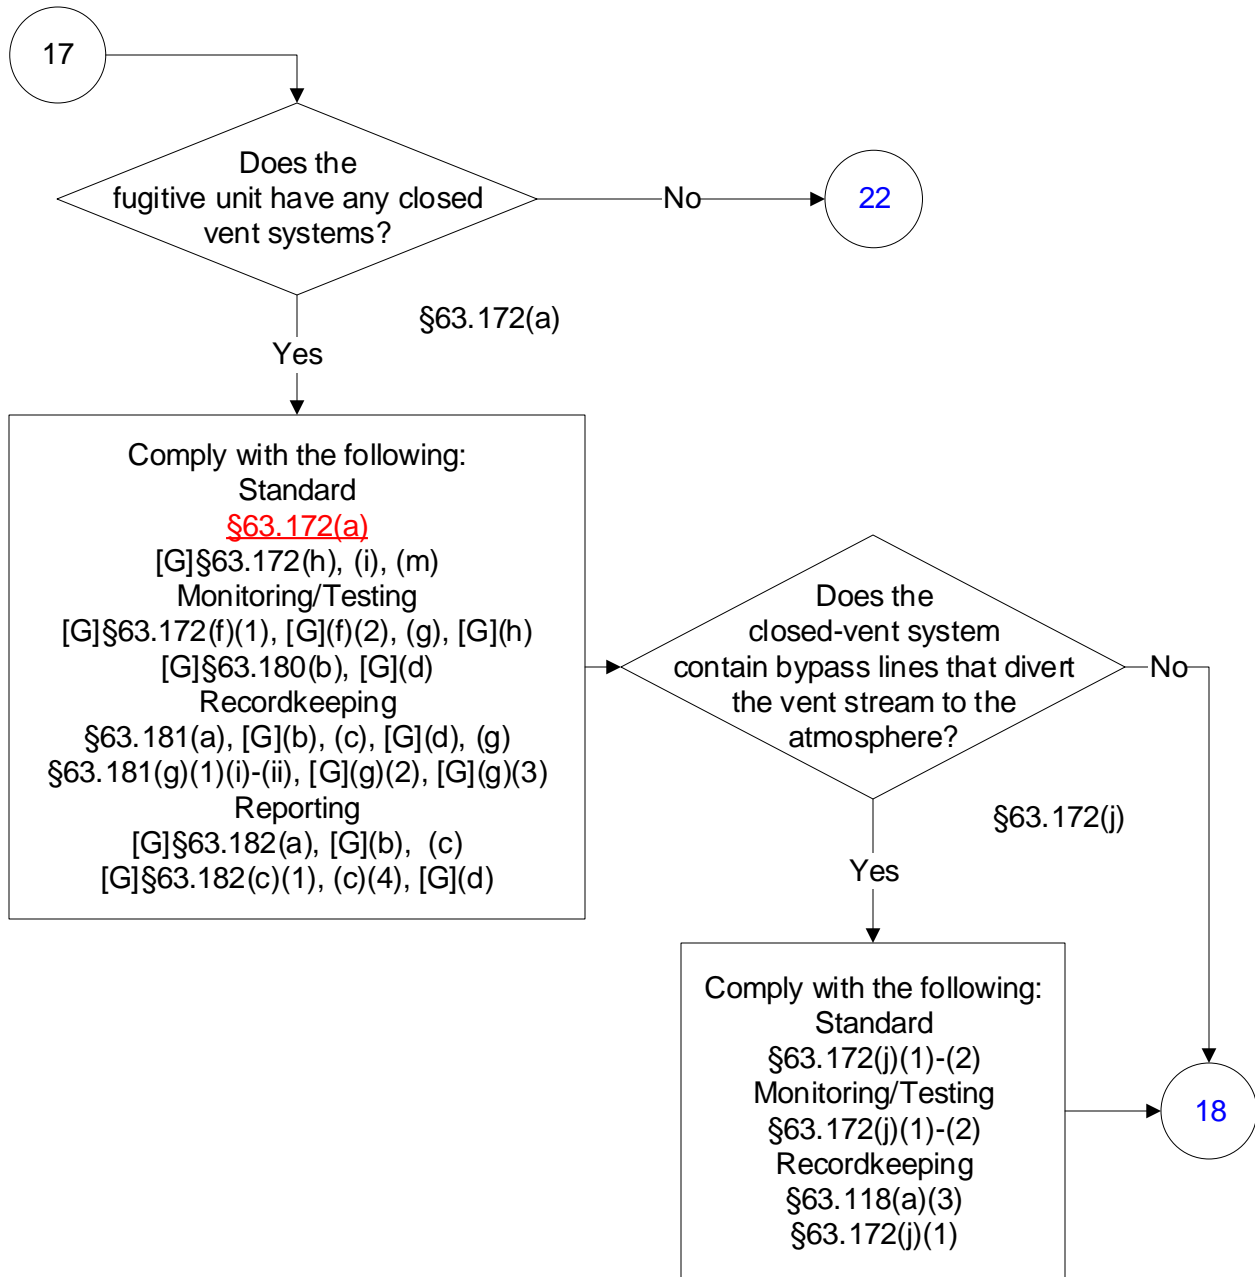 17
Does the
fugitive unit have any closed
vent systems?
No
22
§63.172(a)
Yes
Comply with the following:
Standard
§63.172(a)
[G]§63.172(h), (i), (m)
Monitoring/Testing
[G]§63.172(f)(1), [G](f)(2), (g), [G](h)
[G]§63.180(b), [G](d)
Recordkeeping
§63.181(a), [G](b), (c), [G](d), (g)
§63.181(g)(1)(i)-(ii), [G](g)(2), [G](g)(3)
Reporting
[G]§63.182(a), [G](b), (c)
[G]§63.182(c)(1), (c)(4), [G](d)
Does the
closed-vent system
contain bypass lines that divert
the vent stream to the
atmosphere?
No
§63.172(j)
Yes
Comply with the following:
Standard
§63.172(j)(1)-(2)
Monitoring/Testing
§63.172(j)(1)-(2)
Recordkeeping
§63.118(a)(3)
§63.172(j)(1)
18